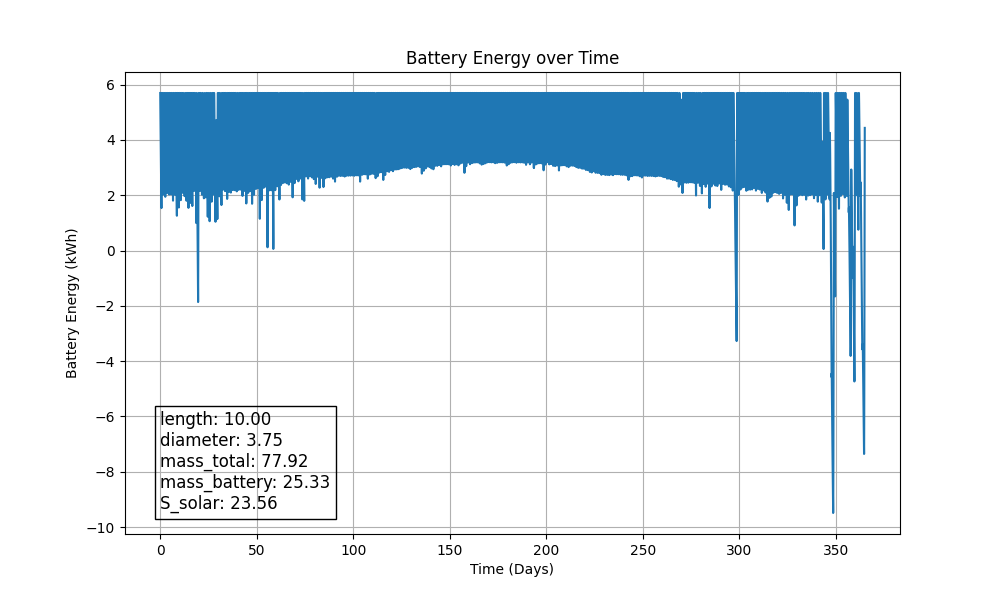 Battery Energy over Time
Battery Energy (kWh)
6
4
2
0
−2
−4
−6
−8
−10
length: 10.00
diameter: 3.75
mass_total: 77.92
mass_battery: 25.33
S_solar: 23.56
0 50 100 150 200 250 300 350
Time (Days)